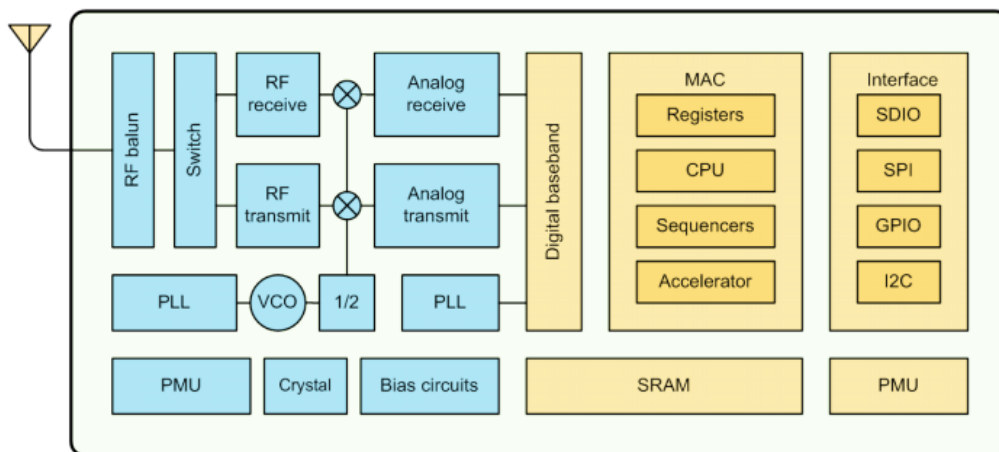 RF balun
Switch
RF
receive
Analog
receive
RF
transmit
Analog
transmit
PLL
VCO
1/2
PLL
Digital baseband
MAC
Registers
CPU
Sequencers
Accelerator
Interface
SDIO
SPI
GPIO
I2C
PMU
Crystal
Bias circuits
SRAM
PMU